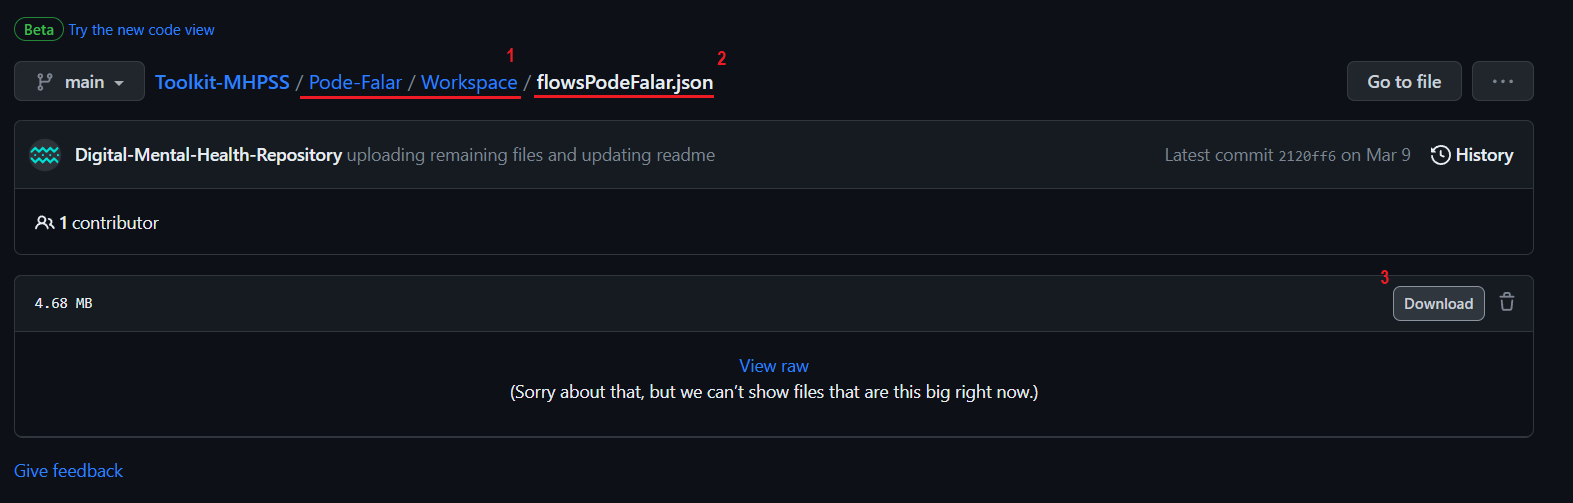 Beta Try the new code view
1 2
main Toolkit-MHPSS / Pode-Falar / Workspace / flowsPodeFalar.json Go to file ...
Digital-Mental-Health-Repository uploading remaining files and updating readme Latest commit 2120ff6 on Mar 9 History
1 contributor
3
4.68 MB Download
View raw
(Sorry about that, but we can’t show files that are this big right now.)
Give feedback